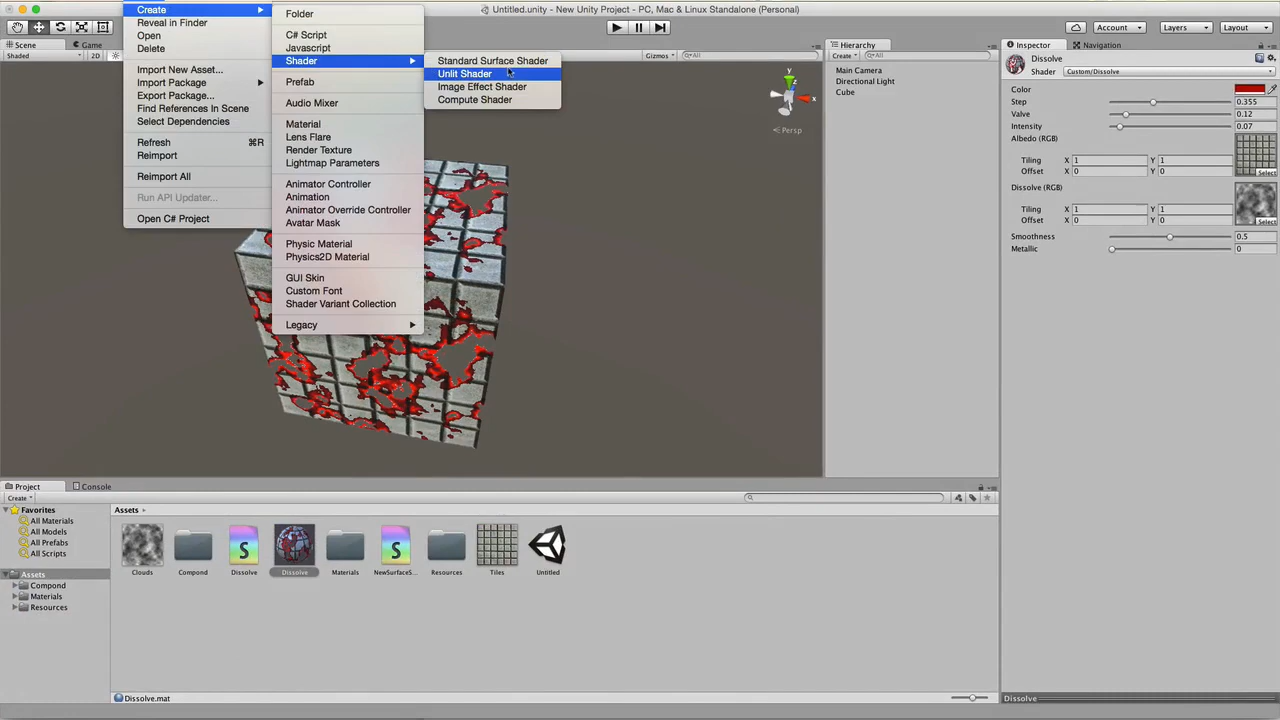 Untitled.unity - New Unity Project - PC, Mac & Linux Standalone (Personal)
Account
Layers
Layout
Create
Reveal in Finder
Open
Delete
Import New Asset...
Import Package
Export Package...
Find References In Scene
Select Dependencies
Refresh ⌘R
Reimport
Reimport All
Run API Updater...
Open C# Project
Folder
C# Script
Javascript
Shader
Prefab
Audio Mixer
Material
Lens Flare
Render Texture
Lightmap Parameters
Animator Controller
Animation
Animator Override Controller
Avatar Mask
Physic Material
Physics2D Material
GUI Skin
Custom Font
Shader Variant Collection
Legacy
Standard Surface Shader
Unlit Shader
Image Effect Shader
Compute Shader
Scene Game
Shaded 2D
Gizmos All
y
x
Persp
Hierarchy
Create All
Main Camera
Directional Light
Cube
Inspector Navigation
Dissolve
Shader Custom/Dissolve
Color
Step 0.355
Valve 0.12
Intensity 0.07
Albedo (RGB)
Tiling X 1 Y 1
Offset X 0 Y 0
Select
Dissolve (RGB)
Tiling X 1 Y 1
Offset X 0 Y 0
Select
Smoothness 0.5
Metallic 0
Project Console
Create
Favorites
All Materials
All Models
All Prefabs
All Scripts
Assets
Compond
Materials
Resources
Assets
S
S
Clouds Compond Dissolve Dissolve Materials NewSurfaceS... Resources Tiles Untitled
Dissolve.mat
Dissolve